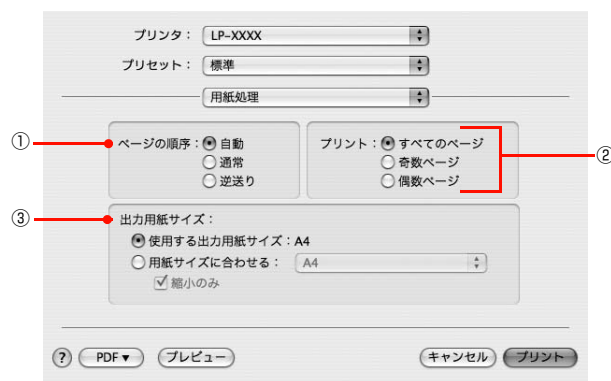 プリンタ： LP-XXXX
プリセット： 標準
用紙処理
① ページの順序： 自動 プリント： すべてのページ ②
通常 奇数ページ
逆送り 偶数ページ
③ 出力用紙サイズ：
使用する出力用紙サイズ：A4
用紙サイズに合わせる： A4
縮小のみ
? PDF▼ プレビュー キャンセル プリント